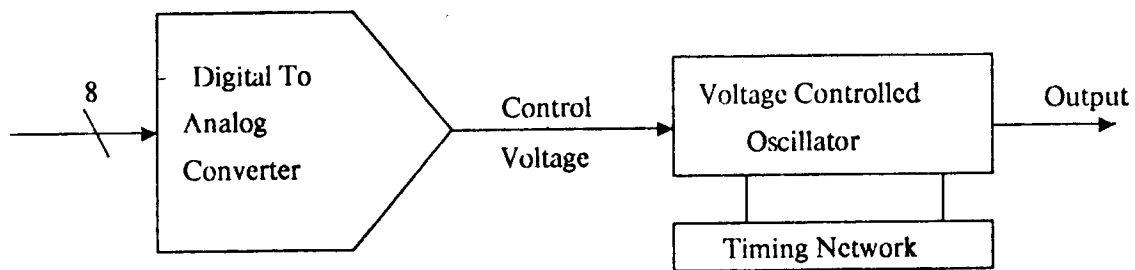 8
Digital To
Analog
Converter
Control
Voltage
Voltage Controlled
Oscillator
Output
Timing Network